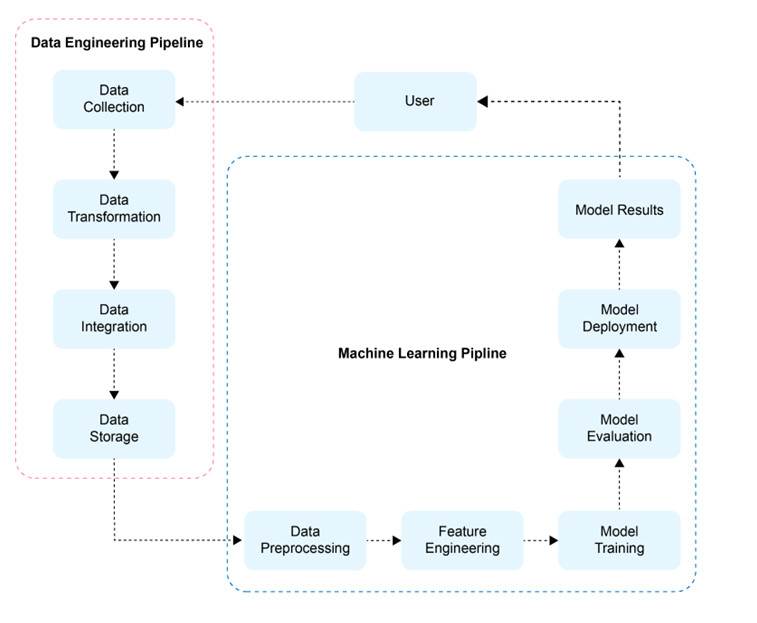 Data Engineering Pipeline
Data
Collection
User
Data
Transformation
Model Results
Data
Integration
Model
Deployment
Machine Learning Pipline
Data
Storage
Model
Evaluation
Data
Preprocessing
Feature
Engineering
Model
Training